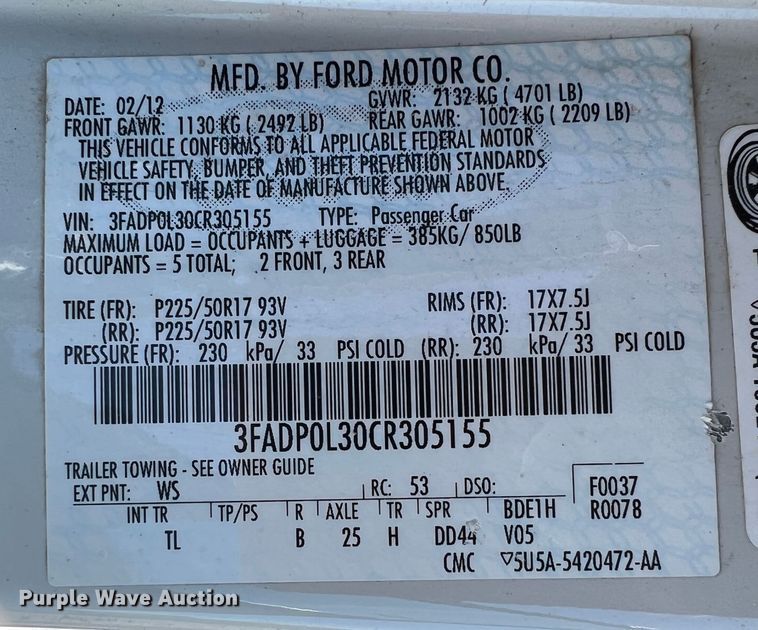 MFD. BY FORD MOTOR CO.
DATE: 02/12 GVWR: 2132 KG ( 4701 LB)
FRONT GAWR: 1130 KG ( 2492 LB) REAR GAWR: 1002 KG ( 2209 LB)
THIS VEHICLE CONFORMS TO ALL APPLICABLE FEDERAL MOTOR
VEHICLE SAFETY, BUMPER, AND THEFT PREVENTION STANDARDS
IN EFFECT ON THE DATE OF MANUFACTURE SHOWN ABOVE.
VIN: 3FADP0L30CR305155 TYPE: Passenger Car
MAXIMUM LOAD = OCCUPANTS + LUGGAGE = 385KG/ 850LB
OCCUPANTS = 5 TOTAL; 2 FRONT, 3 REAR
TIRE (FR): P225/50R17 93V RIMS (FR): 17X7.5J
(RR): P225/50R17 93V (RR): 17X7.5J
PRESSURE (FR): 230 kPa/ 33 PSI COLD (RR): 230 kPa/ 33 PSI COLD
3FADP0L30CR305155
TRAILER TOWING - SEE OWNER GUIDE
EXT PNT: WS RC: 53 DSO: F0037
INT TR TP/PS R AXLE TR SPR BDE1H R0078
TL B 25 H DD44 V05
CMC ▽5U5A-5420472-AA
Purple Wave Auction